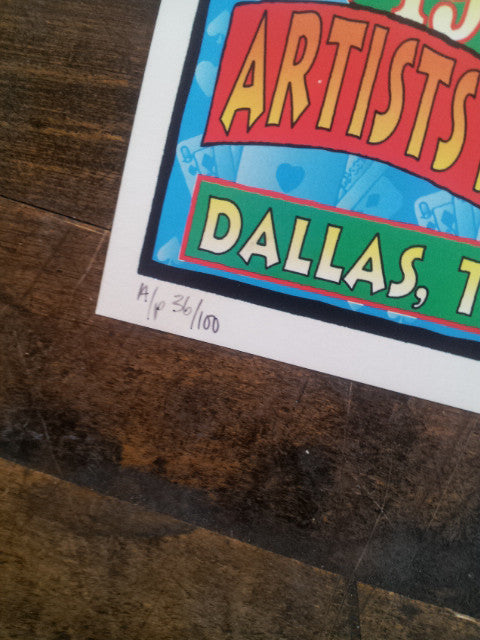 ARTISTS
DALLAS, T
A/p 36/100